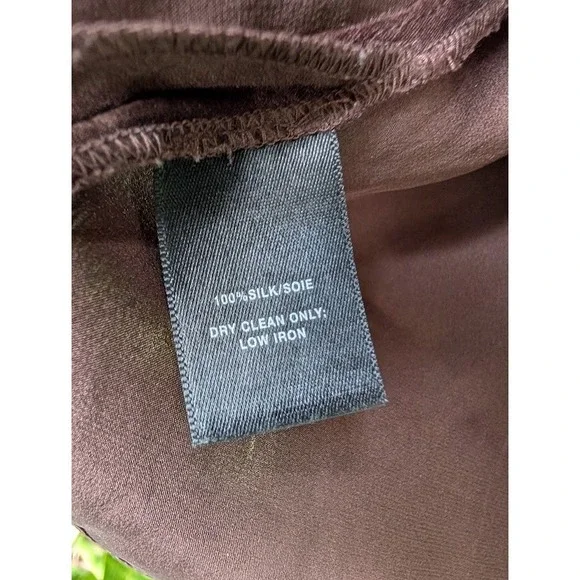 100%SILK/SOIE
DRY CLEAN ONLY;
LOW IRON